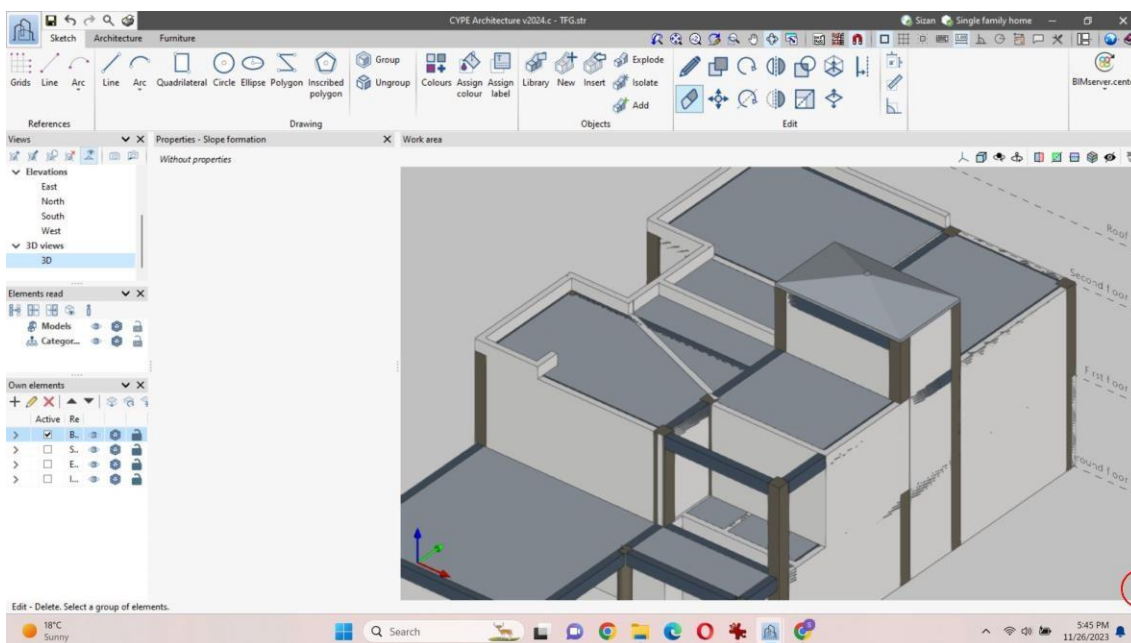 CYPE Architecture v2024.c - TFG.str
Sizan
Single family home
Sketch Architecture Furniture
Grids Line Arc Line Arc Quadrilateral Circle Ellipse Polygon Inscribed polygon
Group
Ungroup
Colours Assign colour Assign label
Library New Insert
Explode
Isolate
Add
BIMserver.cent
References Drawing Objects Edit
Views
Properties - Slope formation
Work area
Without properties
Elevations
East
North
South
West
3D views
3D
Roof
Second floor
First floor
Ground floor
Elements read
Models
Categor...
Own elements
Active Re
B..
S..
E..
I...
Edit - Delete. Select a group of elements.
18°C
Sunny
Search
5:45 PM
11/26/2023